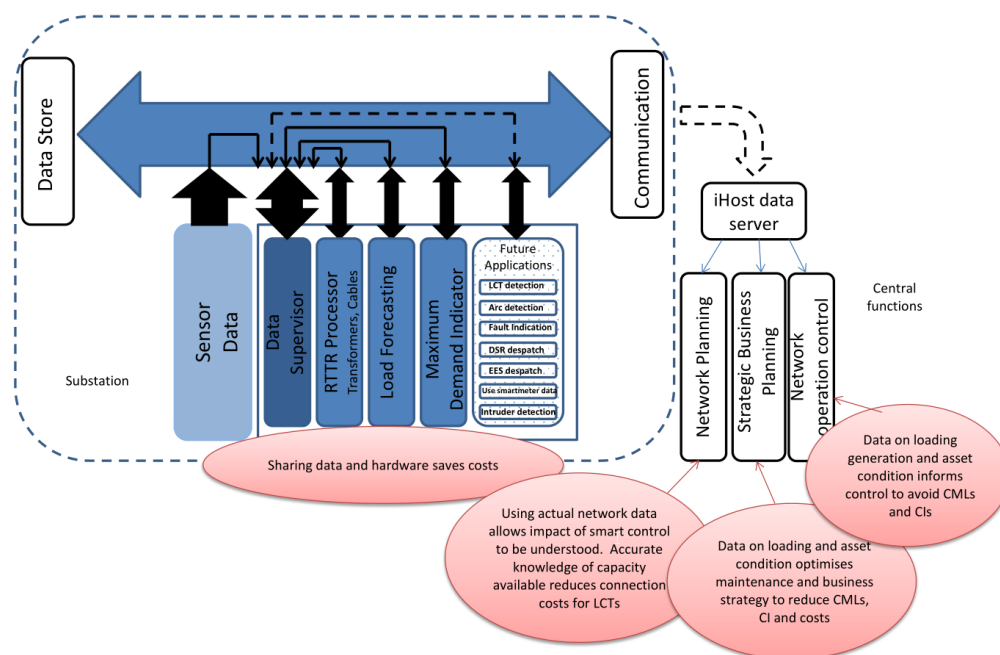 Data Store
Communication
iHost data
server
Sensor
Data
Data
Supervisor
RTTR Processor
Transformers, Cables
Load Forecasting
Maximum
Demand Indicator
Future
Applications
LCT detection
Arc detection
Fault Indication
DSR despatch
EES despatch
Use smartmeter data
Intruder detection
Substation
Network Planning
Strategic Business
Planning
Network
operation control
Central
functions
Sharing data and hardware saves costs
Using actual network data
allows impact of smart control
to be understood. Accurate
knowledge of capacity
available reduces connection
costs for LCTs
Data on loading and asset
condition optimises
maintenance and business
strategy to reduce CMLs,
CI and costs
Data on loading
generation and asset
condition informs
control to avoid CMLs
and CIs